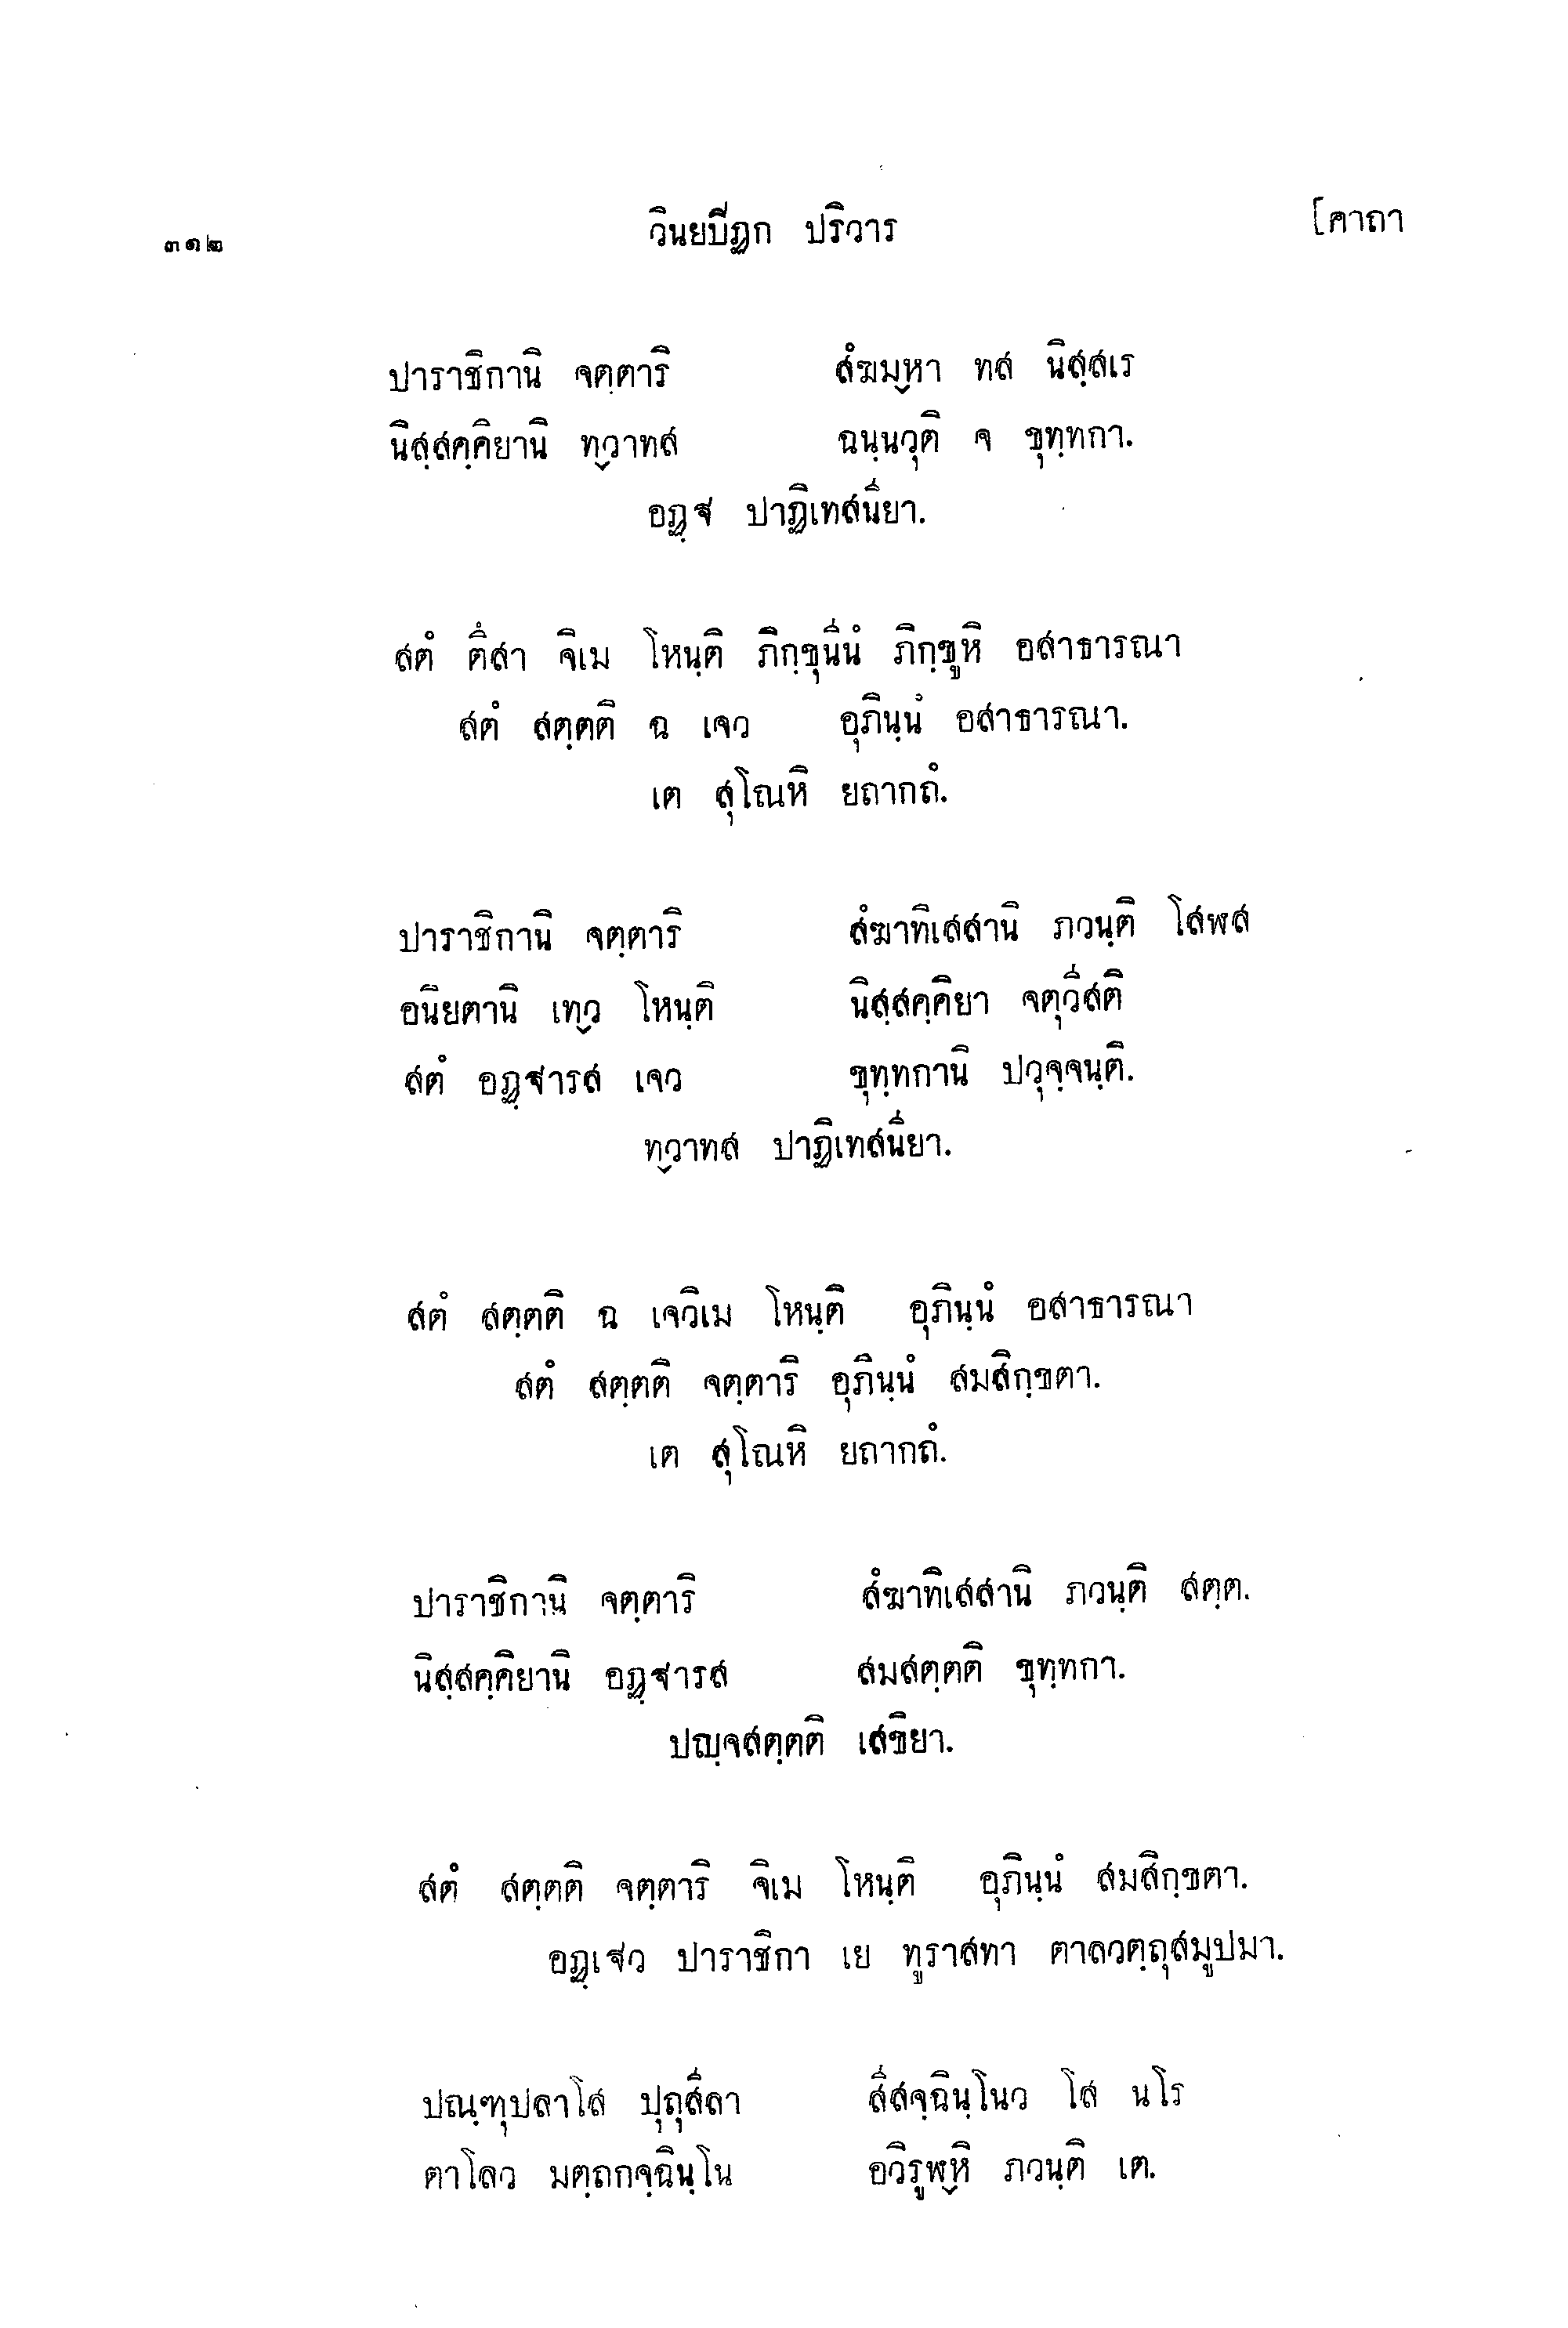 ๓๑๒ วินยปีฏก ปริวาร [คาถา
ปาราชิกานิ จตฺตาริ สํฆมฺหา ทส นิสฺสเร
นิสฺสคฺคิยานิ ทฺวาทส ฉนฺนวุติ จ ขุทฺทกา.
อฏฺฐ ปาฏิเทสนียา.
สตํ ตึสา จิเม โหนฺติ ภิกฺขุนีนํ ภิกฺขูหิ อสาธารณา
สตํ สตฺตติ ฉ เจว อุภินฺนํ อสาธารณา.
เต สุโณหิ ยถากถํ.
ปาราชิกานิ จตฺตาริ สํฆาทิเสสานิ ภวนฺติ โสฬส
อนิยตานิ เทฺว โหนฺติ นิสฺสคฺคิยา จตุวีสติ
สตํ อฏฺฐารส เจว ขุทฺทกานิ ปวุจฺจนฺติ.
ทฺวาทส ปาฏิเทสนียา.
สตํ สตฺตติ ฉ เจวิเม โหนฺติ อุภินฺนํ อสาธารณา
สตํ สตฺตติ จตฺตาริ อุภินฺนํ สมสิกฺขตา.
เต สุโณหิ ยถากถํ.
ปาราชิกานิ จตฺตาริ สํฆาทิเสสานิ ภวนฺติ สตฺต.
นิสฺสคฺคิยานิ อฏฺฐารส สมสตฺตติ ขุทฺทกา.
ปญฺจสตฺตติ เสขิยา.
สตํ สตฺตติ จตฺตาริ จิเม โหนฺติ อุภินฺนํ สมสิกฺขตา.
อฏฺเฐว ปาราชิกา เย ทูราสทา ตาลวตฺถุสมูปมา.
ปณฺฑุปลาโส ปุถุสีลา สีสจฺฉินฺโนว โส นโร
ตาโลว มตฺถกจฺฉินฺโน อวิรูฬฺหี ภวนฺติ เต.